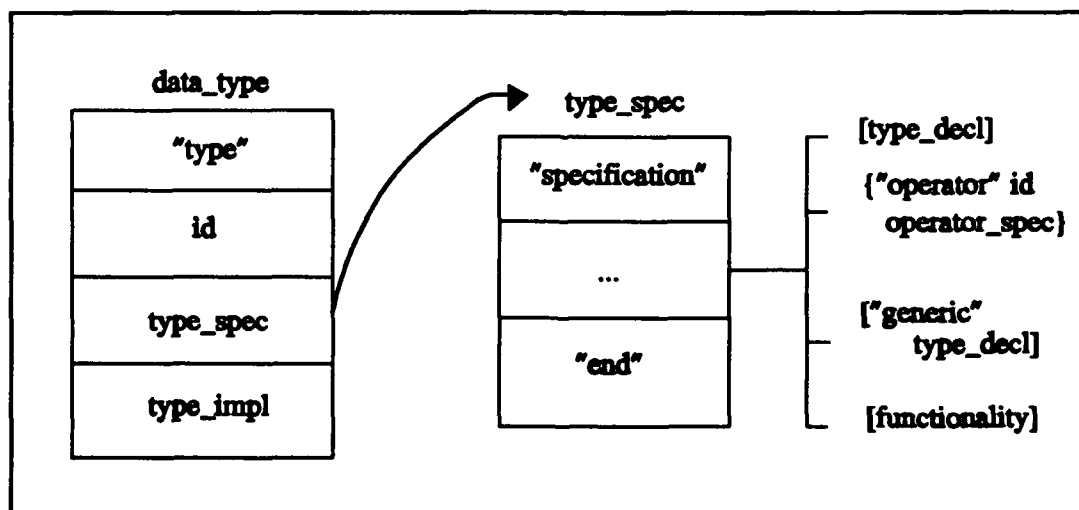 data_type
"type"
id
type_spec
type_impl
type_spec
"specification"
...
"end"
[type_decl]
{"operator" id
operator_spec}
["generic"
type_decl]
[functionality]